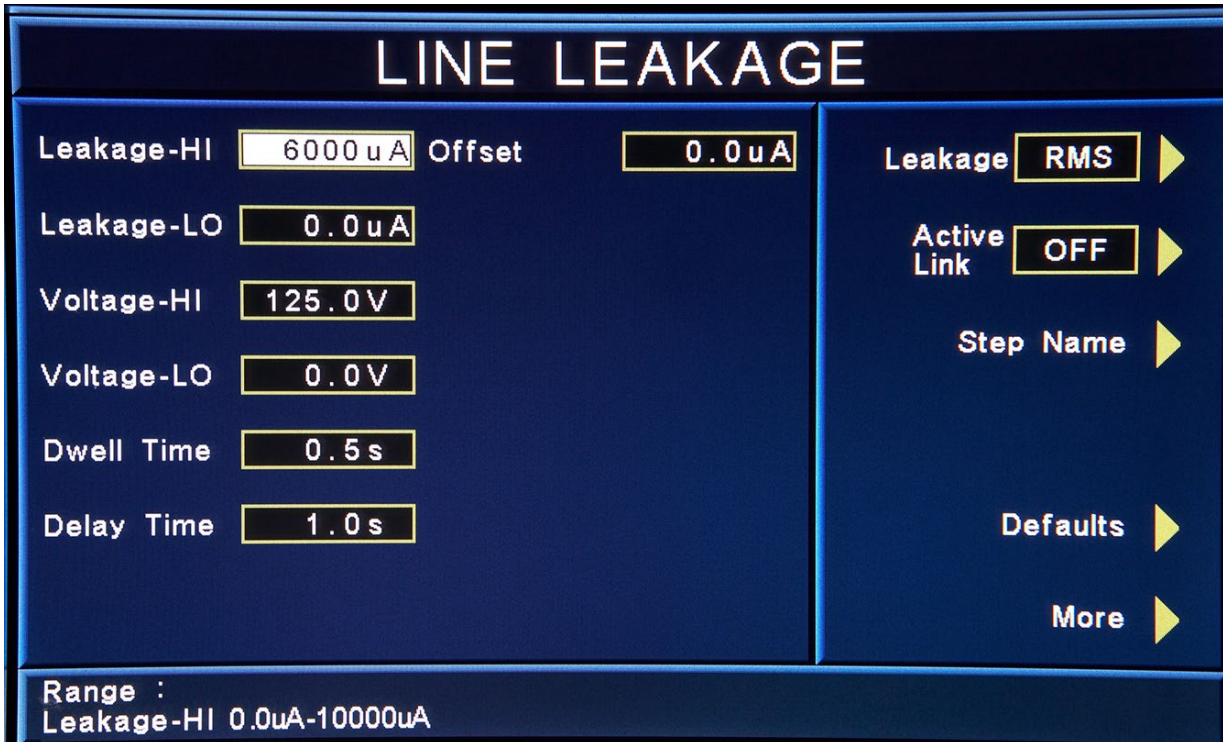 LINE LEAKAGE
Leakage-HI 6000uA Offset 0.0uA
Leakage-LO 0.0uA
Voltage-HI 125.0V
Voltage-LO 0.0V
Dwell Time 0.5s
Delay Time 1.0s
Leakage RMS
Active Link OFF
Step Name
Defaults
More
Range :
Leakage-HI 0.0uA-10000uA